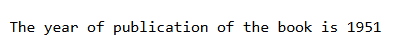 The year of publication of the book is 1951